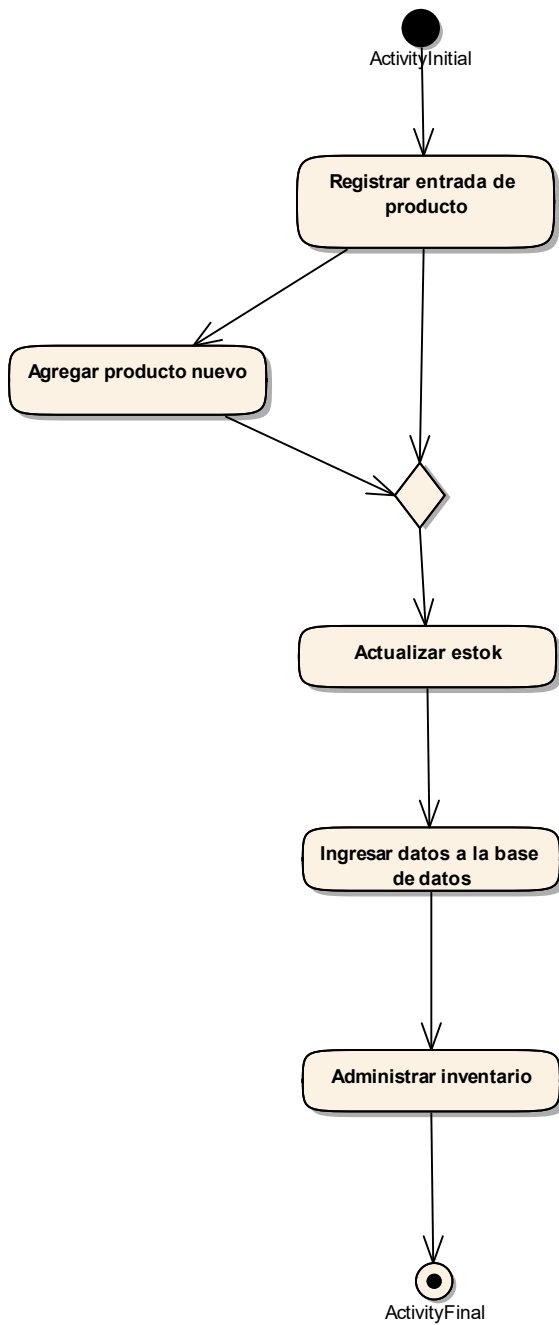 ActivityInitial
Registrar entrada de
producto
Agregar producto nuevo
Actualizar estok
Ingresar datos a la base
de datos
Administrar inventario
ActivityFinal